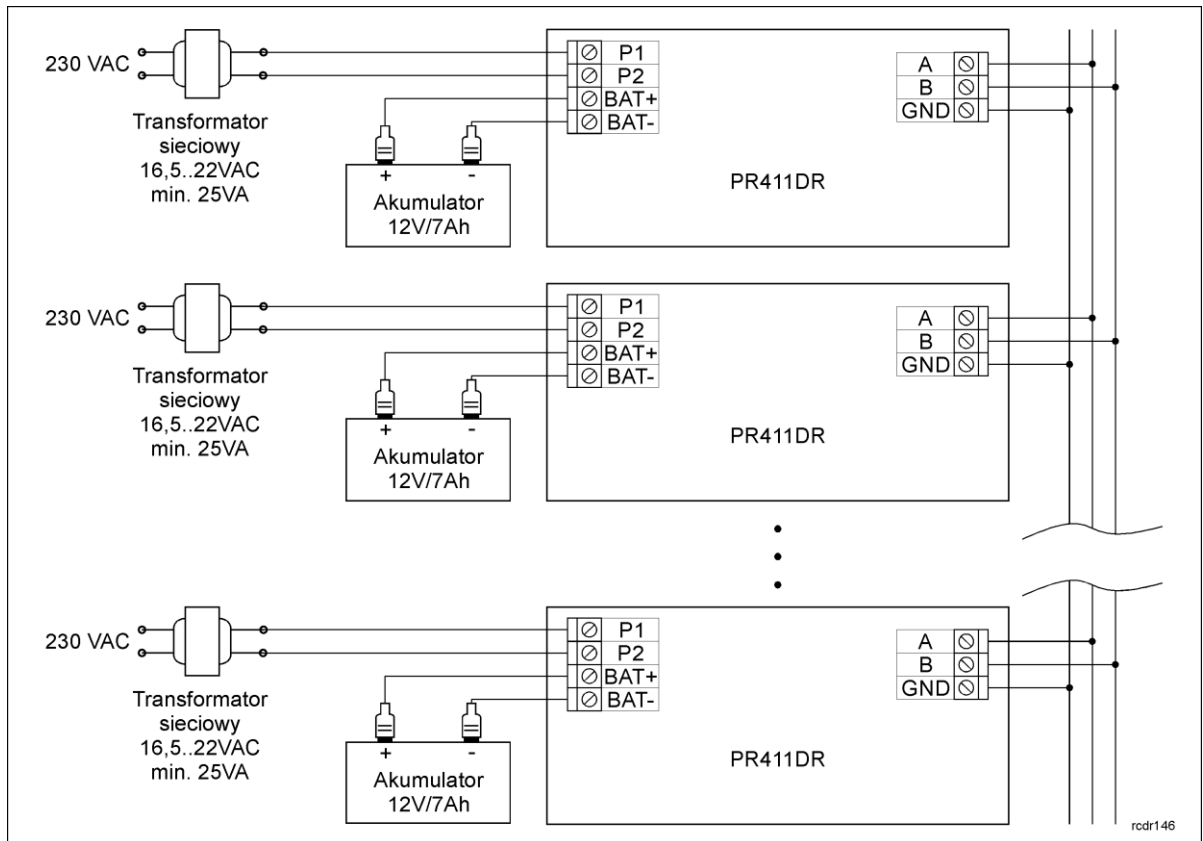 230 VAC
Transformator
sieciowy
16,5..22VAC
min. 25VA
+ -
Akumulator
12V/7Ah
P1
P2
BAT+
BAT-
PR411DR
A
B
GND
230 VAC
Transformator
sieciowy
16,5..22VAC
min. 25VA
+ -
Akumulator
12V/7Ah
P1
P2
BAT+
BAT-
PR411DR
A
B
GND
230 VAC
Transformator
sieciowy
16,5..22VAC
min. 25VA
+ -
Akumulator
12V/7Ah
P1
P2
BAT+
BAT-
PR411DR
A
B
GND
rcdr146